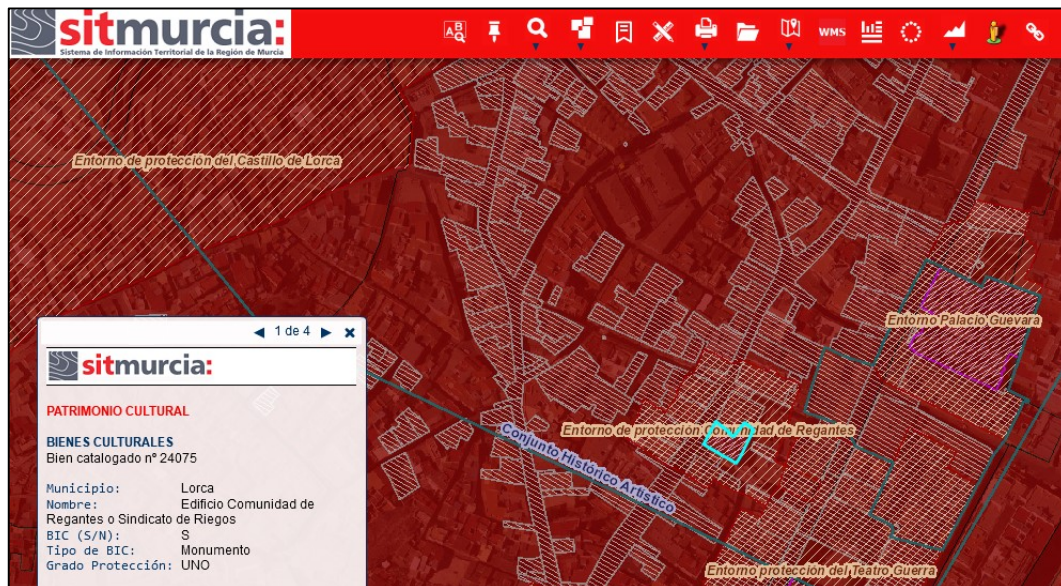 sitmurcia:
Sistema de Información Territorial de la Región de Murcia
AB
WMS
Entorno de protección del Castillo de Lorca
Entorno Palacio Guevara
Entorno de protección Comunidad de Regantes
Conjunto Histórico Artístico
Entorno protección del Teatro Guerra
1 de 4
sitmurcia:
PATRIMONIO CULTURAL
BIENES CULTURALES
Bien catalogado nº 24075
Municipio: Lorca
Nombre: Edificio Comunidad de
Regantes o Sindicato de Riegos
BIC (S/N): S
Tipo de BIC: Monumento
Grado Protección: UNO